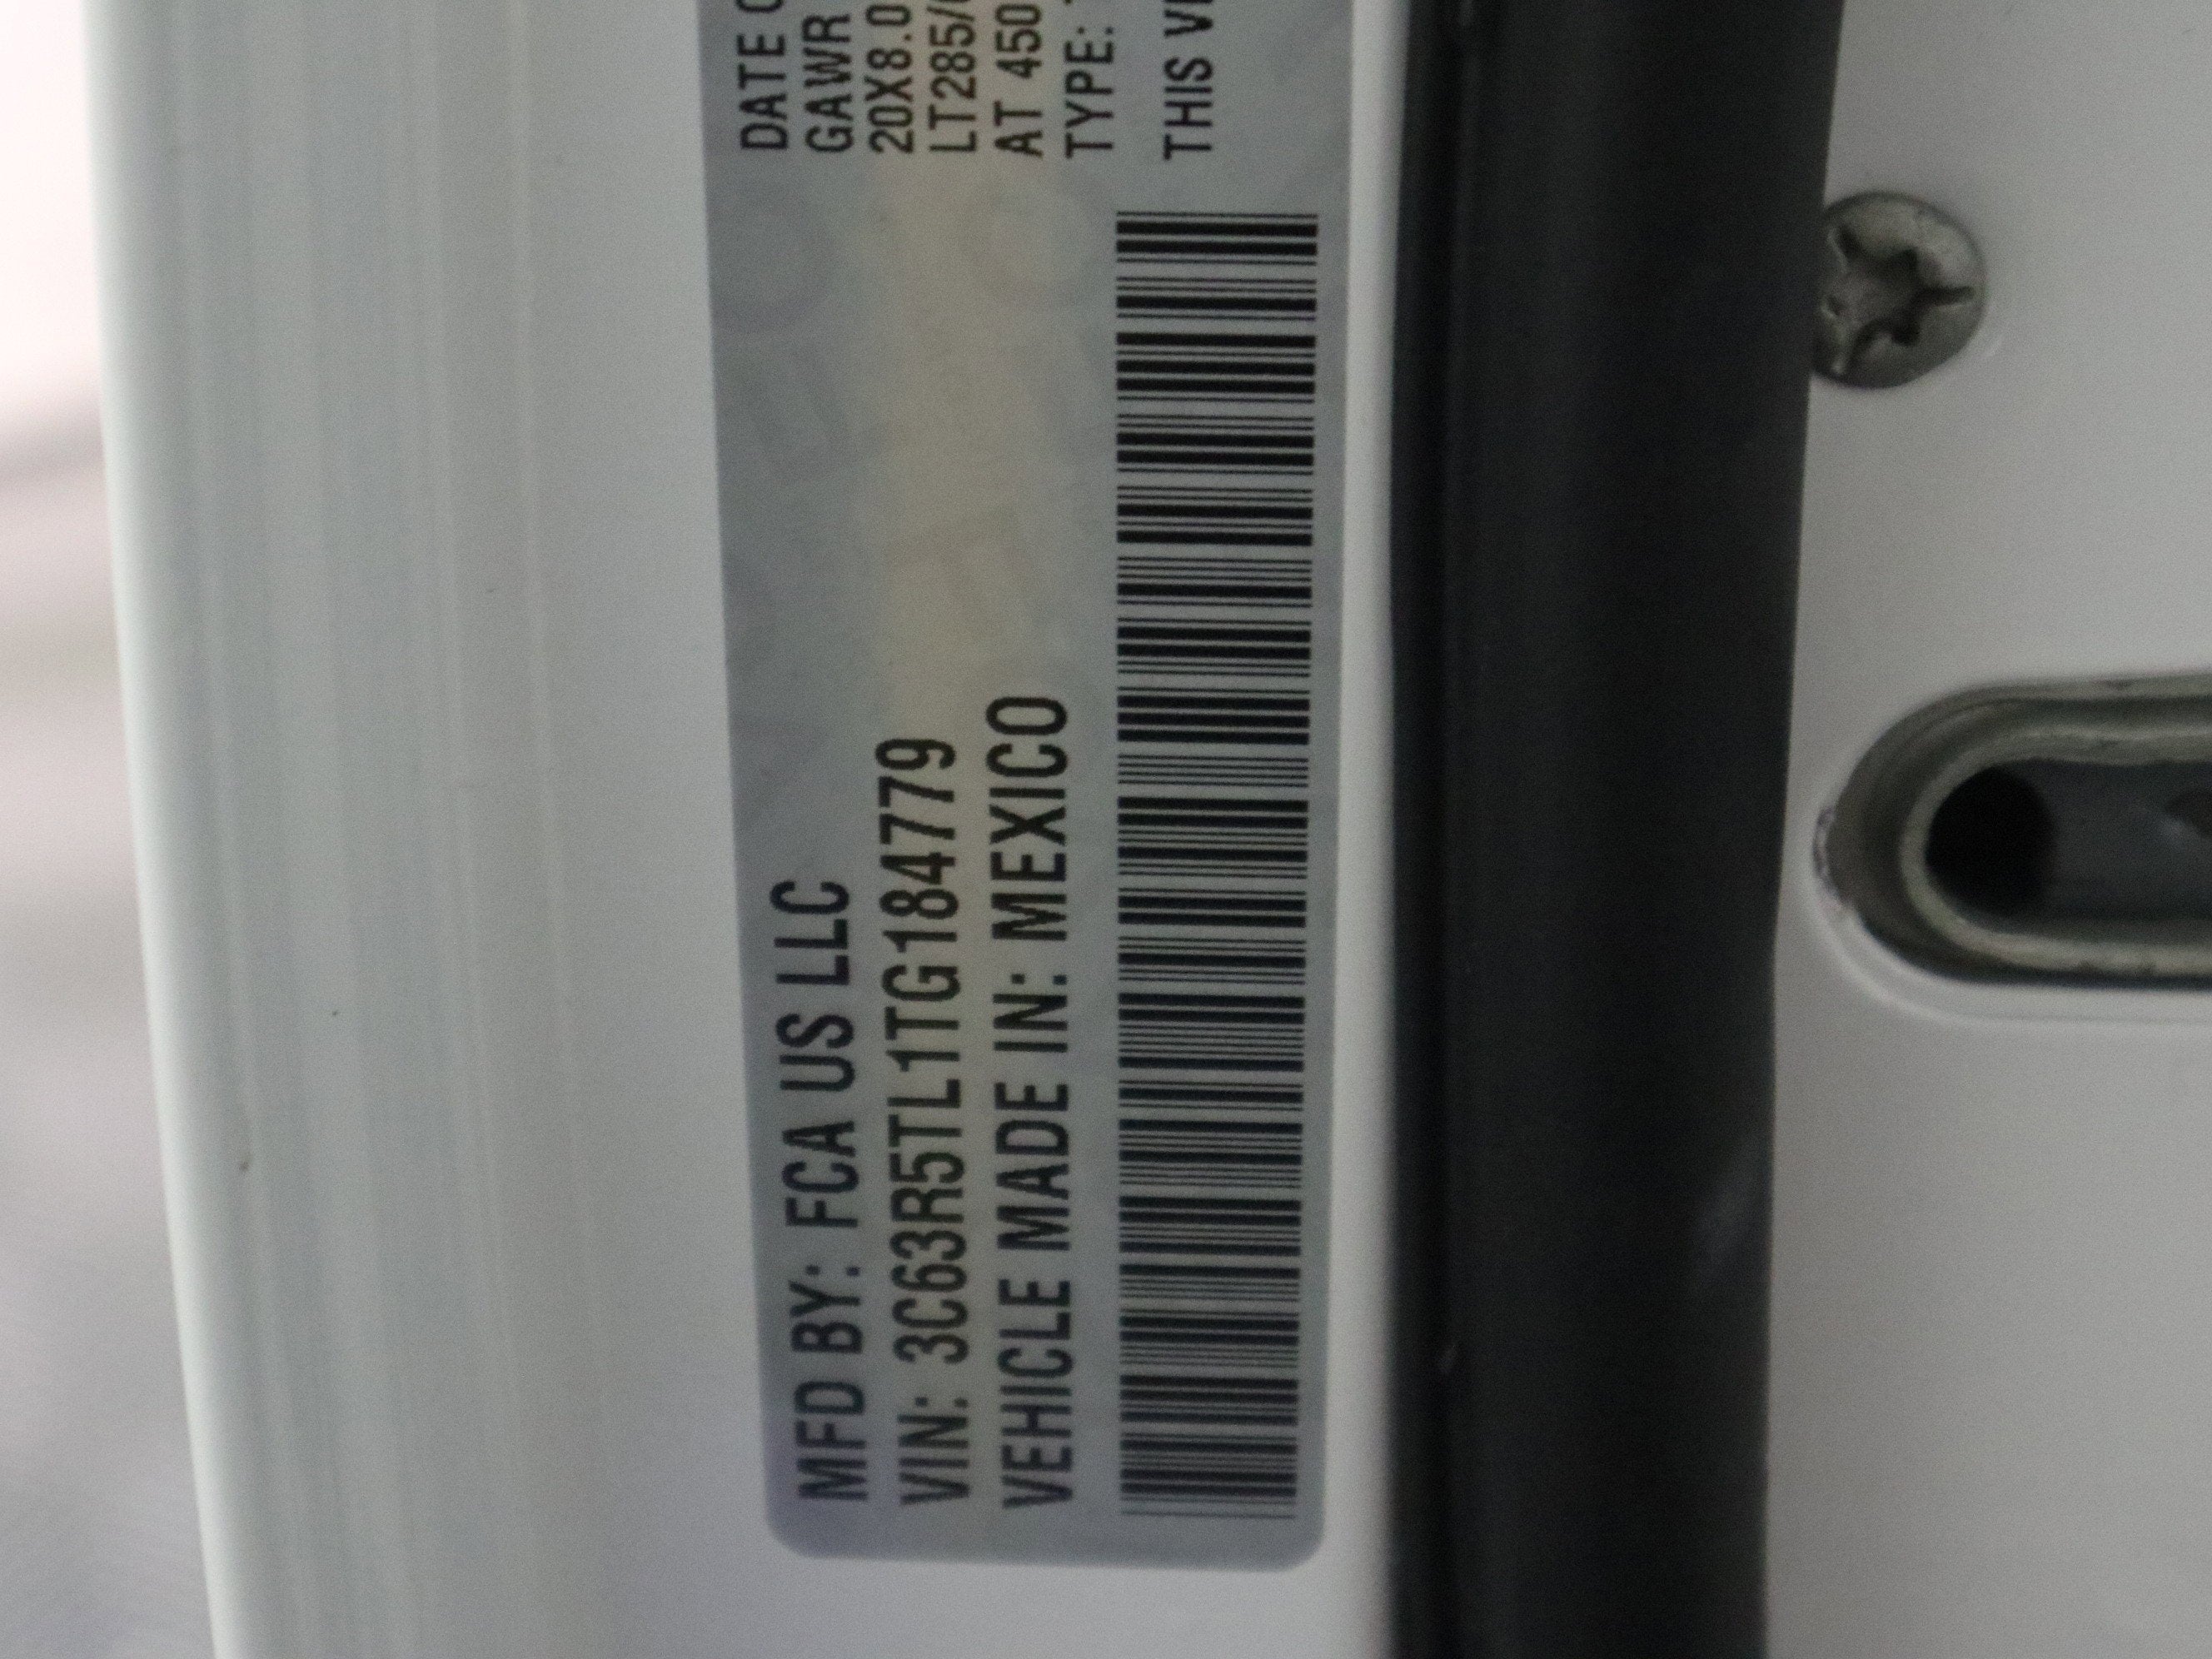 MFD BY: FCA US LLC
VIN: 3C63R5TL1TG184779
VEHICLE MADE IN: MEXICO
DATE
GAWR
20X8.0
LT285/
AT 450
TYPE:
THIS